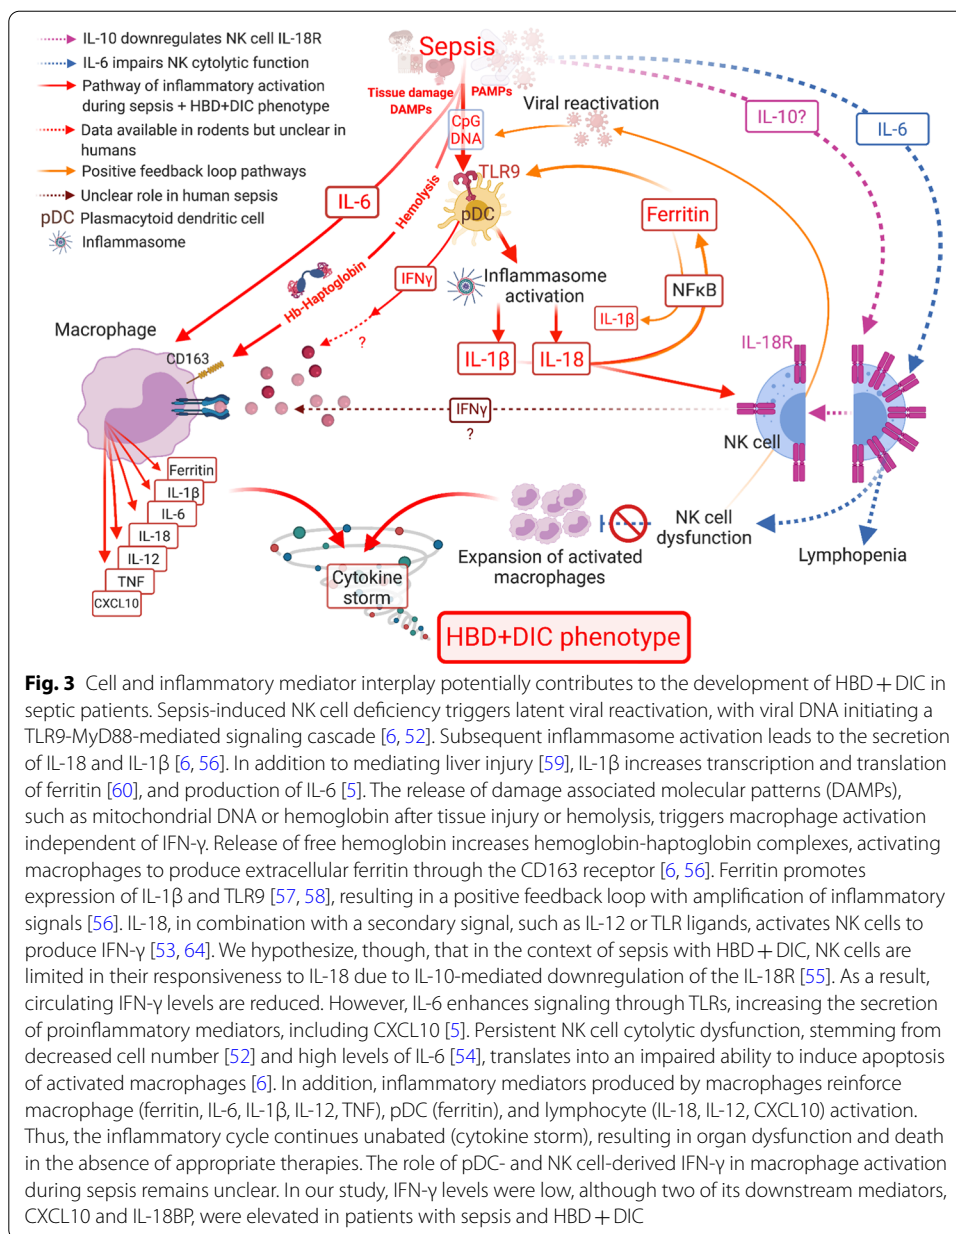 IL-10 downregulates NK cell IL-18R
IL-6 impairs NK cytolytic function
Pathway of inflammatory activation
during sepsis + HBD+DIC phenotype
Data available in rodents but unclear in
humans
Positive feedback loop pathways
Unclear role in human sepsis
pDC Plasmacytoid dendritic cell
Inflammasome
Sepsis
Tissue damage
DAMPs
PAMPs
CpG
DNA
Viral reactivation
IL-10?
IL-6
IL-6
Hemolysis
TLR9
pDC
Ferritin
Hb-Haptoglobin
IFNγ
?
Inflammasome
activation
NFκB
IL-1β
IL-1β
IL-18
IL-18R
Macrophage
CD163
IFNγ
?
NK cell
Ferritin
IL-1β
IL-6
IL-18
IL-12
TNF
CXCL10
Cytokine
storm
Expansion of activated
macrophages
NK cell
dysfunction
Lymphopenia
HBD+DIC phenotype
Fig. 3 Cell and inflammatory mediator interplay potentially contributes to the development of HBD + DIC in
septic patients. Sepsis-induced NK cell deficiency triggers latent viral reactivation, with viral DNA initiating a
TLR9-MyD88-mediated signaling cascade [6, 52]. Subsequent inflammasome activation leads to the secretion
of IL-18 and IL-1β [6, 56]. In addition to mediating liver injury [59], IL-1β increases transcription and translation
of ferritin [60], and production of IL-6 [5]. The release of damage associated molecular patterns (DAMPs),
such as mitochondrial DNA or hemoglobin after tissue injury or hemolysis, triggers macrophage activation
independent of IFN-γ. Release of free hemoglobin increases hemoglobin-haptoglobin complexes, activating
macrophages to produce extracellular ferritin through the CD163 receptor [6, 56]. Ferritin promotes
expression of IL-1β and TLR9 [57, 58], resulting in a positive feedback loop with amplification of inflammatory
signals [56]. IL-18, in combination with a secondary signal, such as IL-12 or TLR ligands, activates NK cells to
produce IFN-γ [53, 64]. We hypothesize, though, that in the context of sepsis with HBD + DIC, NK cells are
limited in their responsiveness to IL-18 due to IL-10-mediated downregulation of the IL-18R [55]. As a result,
circulating IFN-γ levels are reduced. However, IL-6 enhances signaling through TLRs, increasing the secretion
of proinflammatory mediators, including CXCL10 [5]. Persistent NK cell cytolytic dysfunction, stemming from
decreased cell number [52] and high levels of IL-6 [54], translates into an impaired ability to induce apoptosis
of activated macrophages [6]. In addition, inflammatory mediators produced by macrophages reinforce
macrophage (ferritin, IL-6, IL-1β, IL-12, TNF), pDC (ferritin), and lymphocyte (IL-18, IL-12, CXCL10) activation.
Thus, the inflammatory cycle continues unabated (cytokine storm), resulting in organ dysfunction and death
in the absence of appropriate therapies. The role of pDC- and NK cell-derived IFN-γ in macrophage activation
during sepsis remains unclear. In our study, IFN-γ levels were low, although two of its downstream mediators,
CXCL10 and IL-18BP, were elevated in patients with sepsis and HBD + DIC